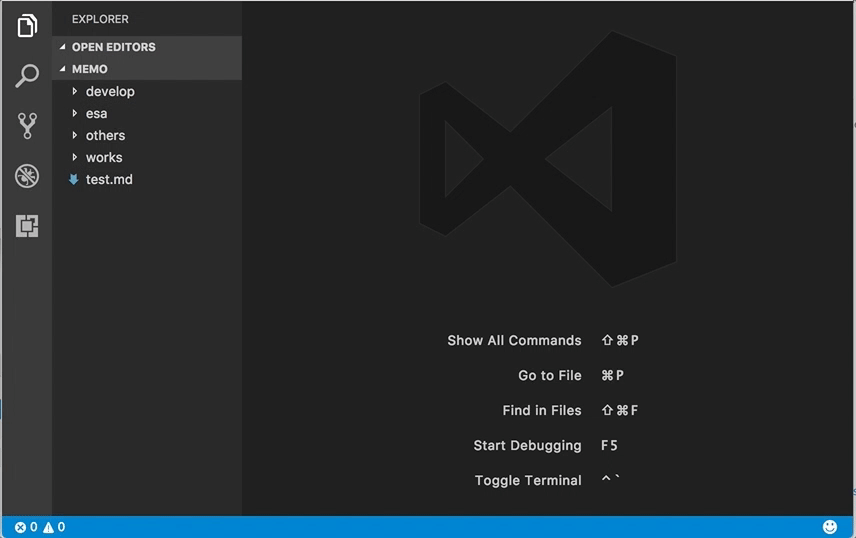 EXPLORER
OPEN EDITORS
MEMO
develop
esa
others
works
test.md
Show All Commands ⇧⌘P
Go to File ⌘P
Find in Files ⇧⌘F
Start Debugging F5
Toggle Terminal ^`
0 0